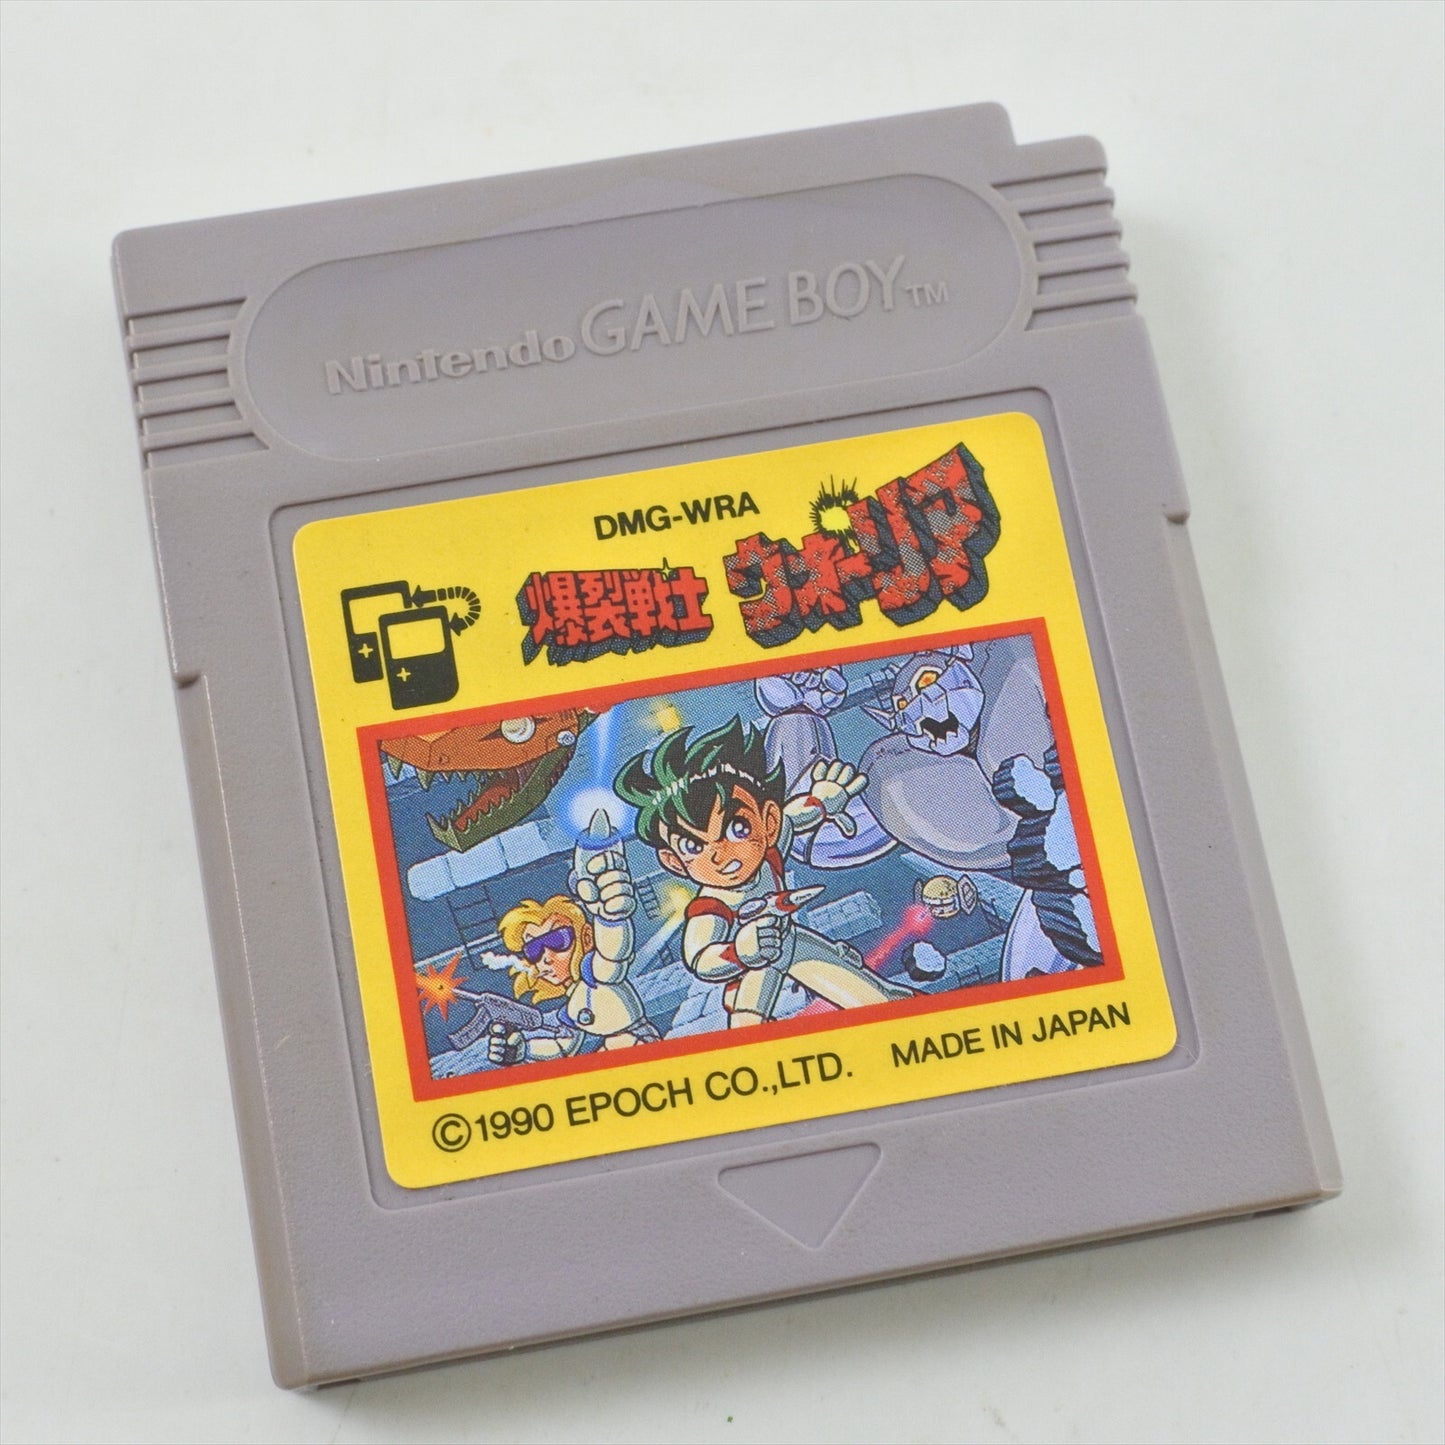 Nintendo GAME BOY™
DMG-WRA
爆裂戦士 ウォーリア
©1990 EPOCH CO.,LTD. MADE IN JAPAN